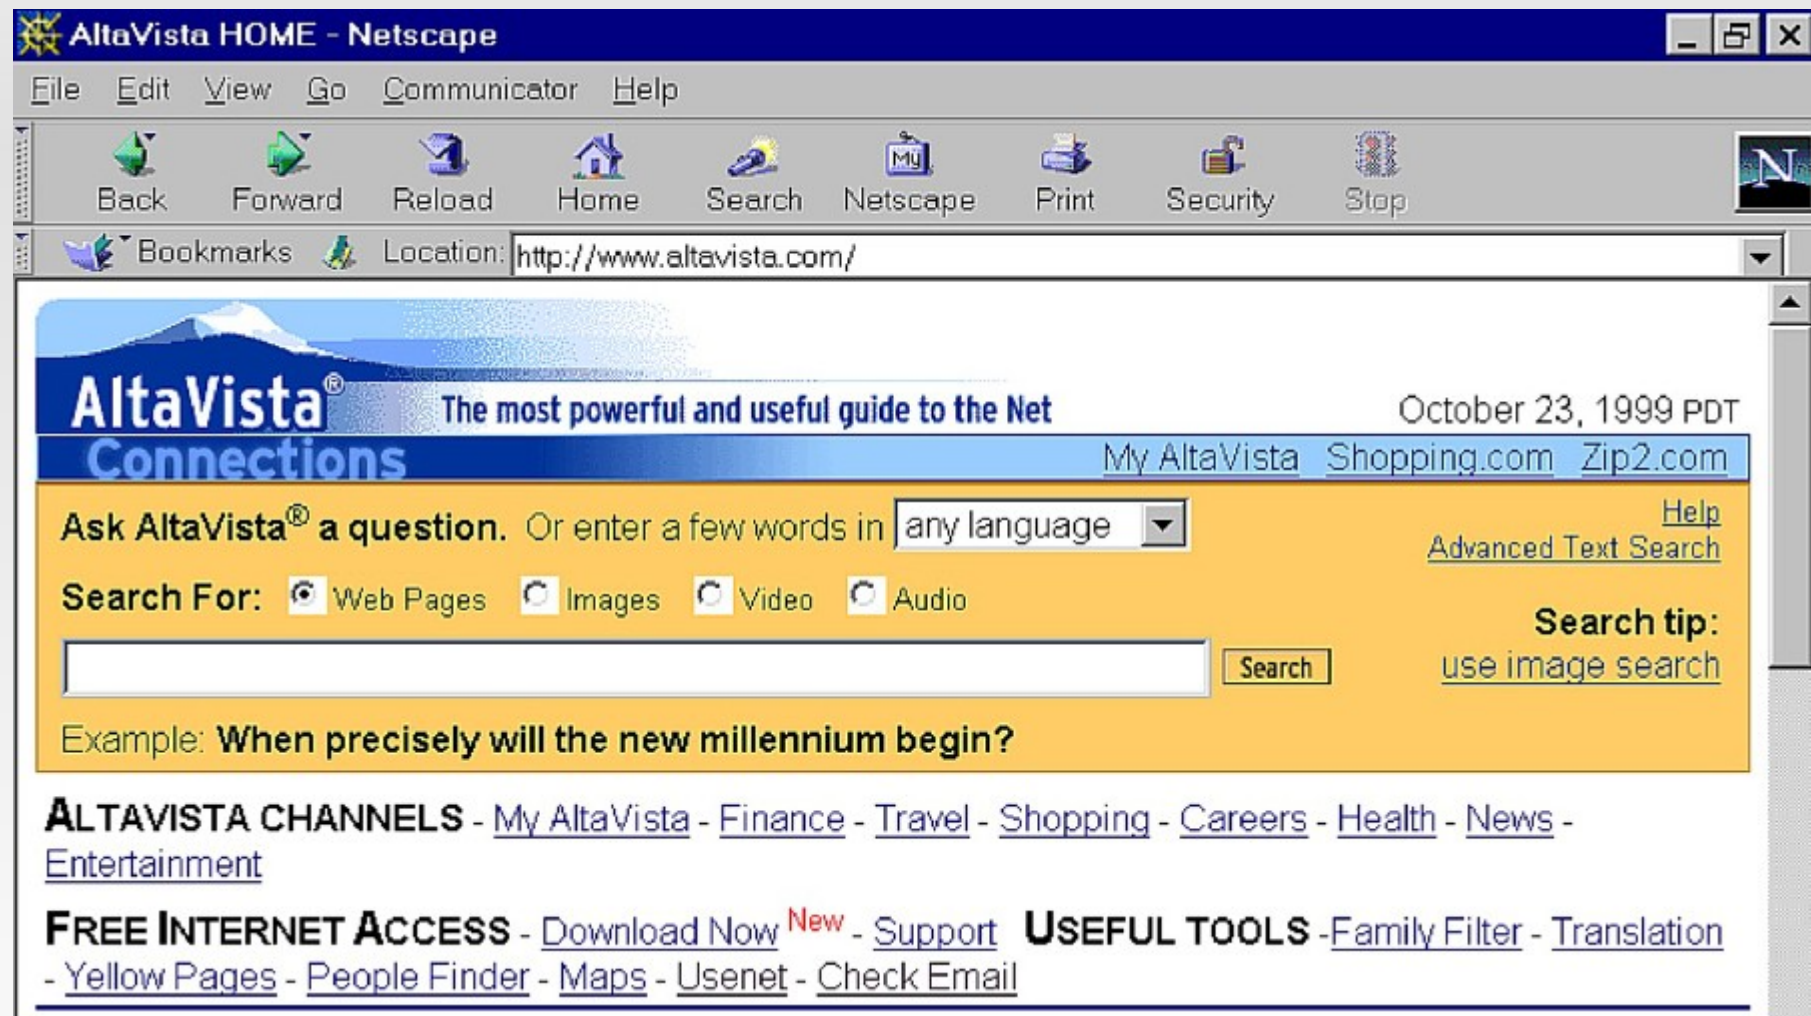 AltaVista HOME - Netscape
File Edit View Go Communicator Help
My N
Back Forward Reload Home Search Netscape Print Security Stop
Bookmarks Location: http://www.altavista.com/
AltaVista® The most powerful and useful guide to the Net October 23, 1999 PDT
Connections My AltaVista Shopping.com Zip2.com
Ask AltaVista® a question. Or enter a few words in any language Help
Advanced Text Search
Search For: Web Pages Images Video Audio
Search tip:
Search use image search
Example: When precisely will the new millennium begin?
ALTAVISTA CHANNELS - My AltaVista - Finance - Travel - Shopping - Careers - Health - News -
Entertainment
FREE INTERNET ACCESS - Download Now New - Support USEFUL TOOLS -Family Filter - Translation
- Yellow Pages - People Finder - Maps - Usenet - Check Email